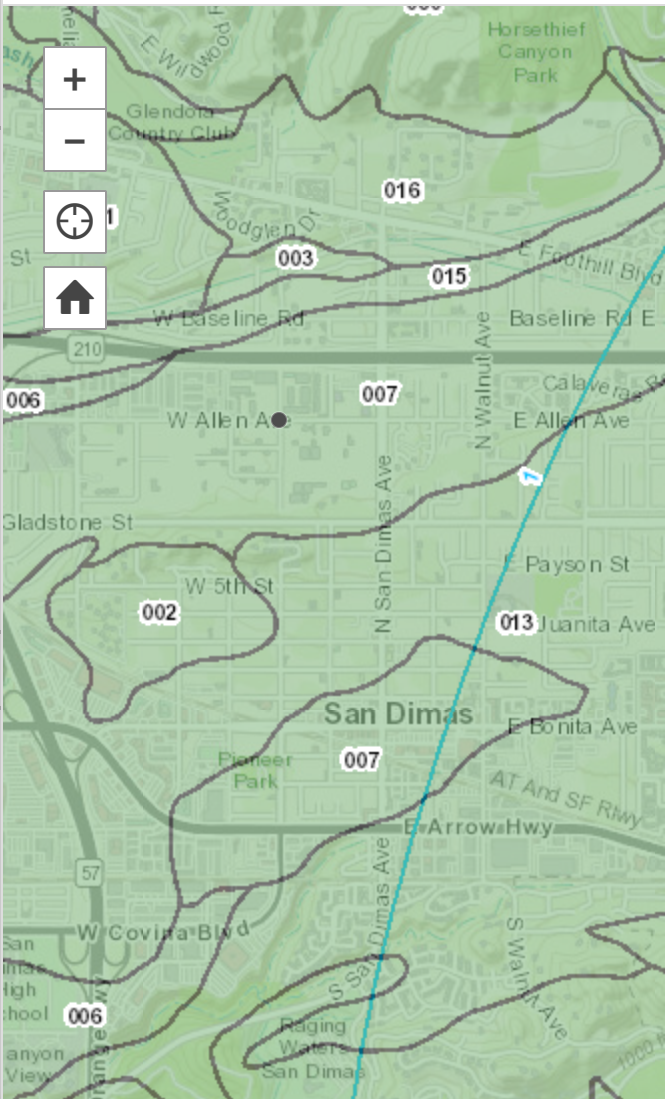 E Wildwood
Horsethief
Canyon
Park
+
Glendora
Country Club
−
016
Woodglen Dr
St
003
015
E Foothill Blvd
W Baseline Rd
Baseline Rd E
210
N Walnut Ave
Calaveras
006
007
W Allen Ave
E Allen Ave
1
Gladstone St
N San Dimas Ave
E Payson St
W 5th St
002
013
Juanita Ave
San Dimas
E Bonita Ave
007
Pioneer
Park
AT And SF Rlwy
E Arrow Hwy
57
W Covina Blvd
San
High
S San Dimas Ave
S Walnut Ave
006
Raging
Waters
San Dimas
View
1000 f